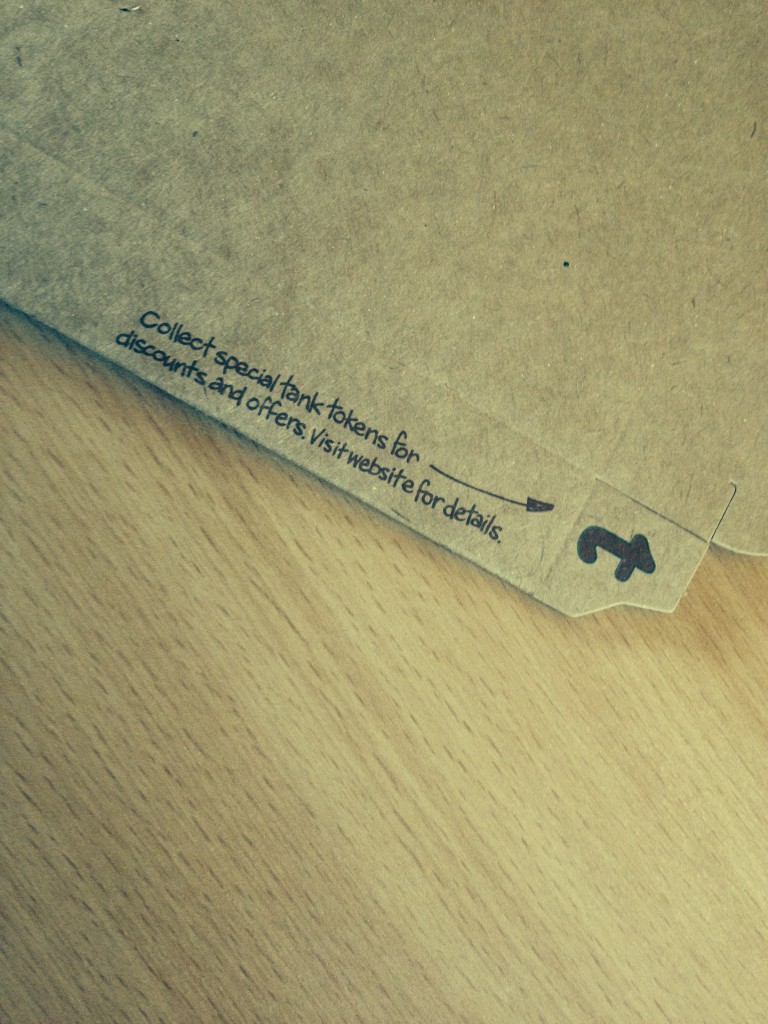 Collect special tank tokens for
discounts and offers. Visit website for details.
t